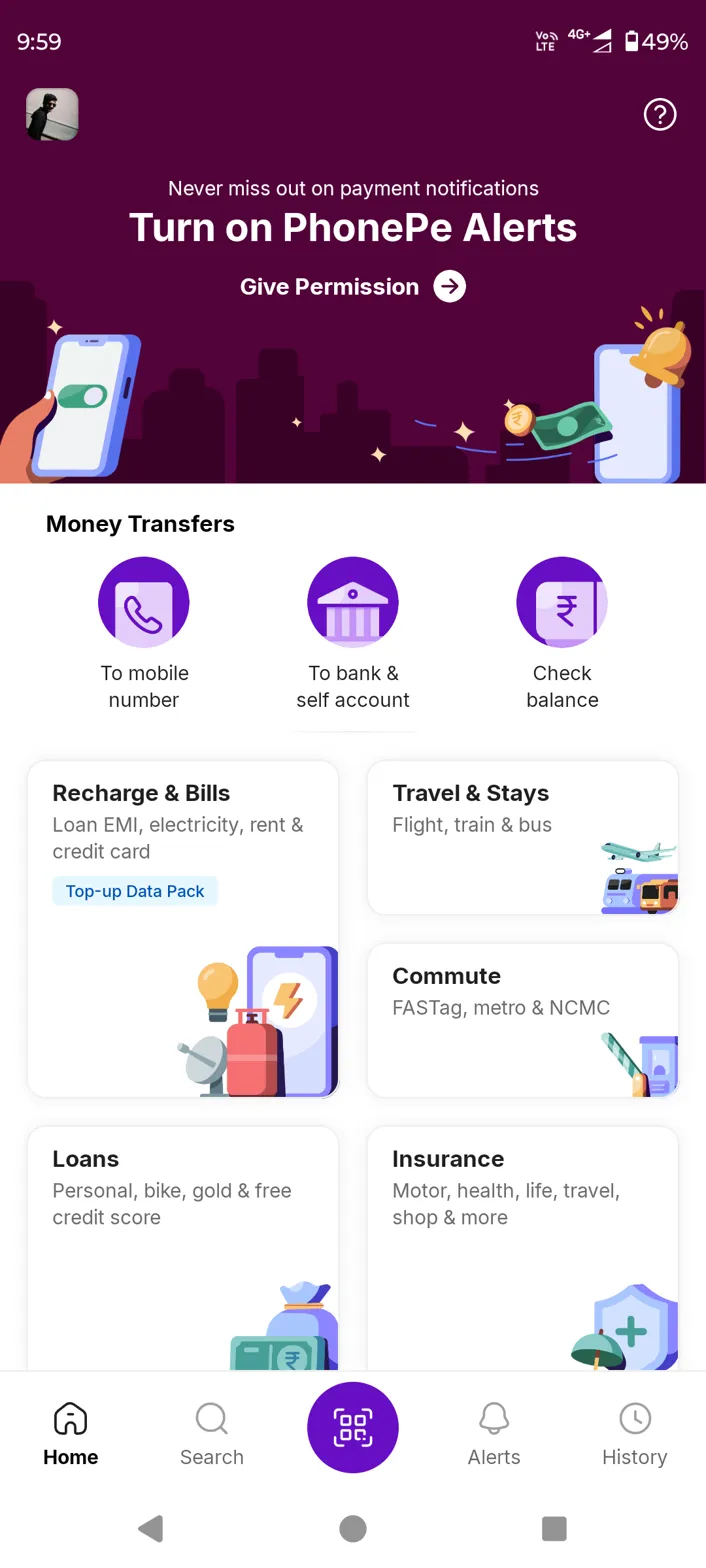 9:59
Vo LTE 4G+ 49%
Never miss out on payment notifications
Turn on PhonePe Alerts
Give Permission
Money Transfers
To mobile number
To bank & self account
Check balance
Recharge & Bills
Loan EMI, electricity, rent &
credit card
Top-up Data Pack
Travel & Stays
Flight, train & bus
Commute
FASTag, metro & NCMC
Loans
Personal, bike, gold & free
credit score
Insurance
Motor, health, life, travel,
shop & more
Home
Search
Alerts
History